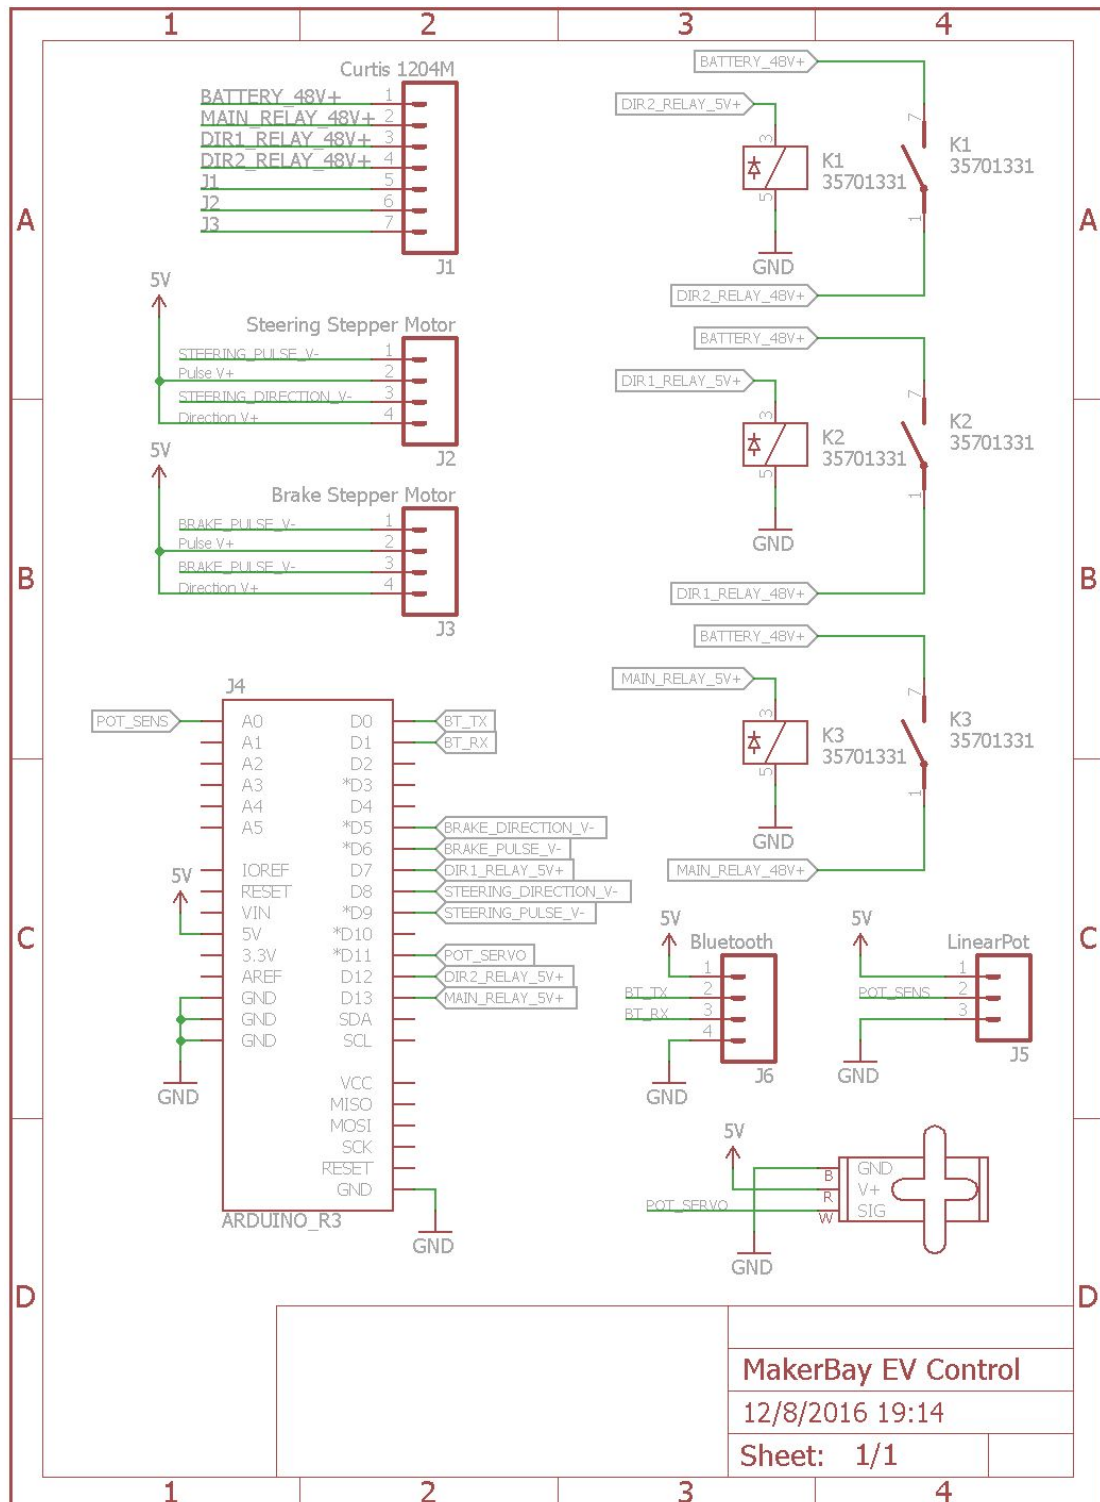 1 2 3 4
A
B
C
D
Curtis 1204M
BATTERY_48V+ 1
MAIN_RELAY_48V+ 2
DIR1_RELAY_48V+ 3
DIR2_RELAY_48V+ 4
J1 5
J2 6
J3 7
J1
5V
Steering Stepper Motor
STEERING_PULSE_V- 1
Pulse V+ 2
STEERING_DIRECTION_V- 3
Direction V+ 4
J2
5V
Brake Stepper Motor
BRAKE_PULSE_V- 1
Pulse V+ 2
BRAKE_PULSE_V- 3
Direction V+ 4
J3
BATTERY_48V+
DIR2_RELAY_5V+
3
5
K1
35701331
7
1
K1
35701331
GND
DIR2_RELAY_48V+
BATTERY_48V+
DIR1_RELAY_5V+
3
5
K2
35701331
7
1
K2
35701331
GND
DIR1_RELAY_48V+
BATTERY_48V+
MAIN_RELAY_5V+
3
5
K3
35701331
7
1
K3
35701331
GND
MAIN_RELAY_48V+
J4
POT_SENS A0 D0 BT_TX
A1 D1 BT_RX
A2 D2
A3 *D3
A4 D4
A5 *D5 BRAKE_DIRECTION_V-
*D6 BRAKE_PULSE_V-
IOREF D7 DIR1_RELAY_5V+
RESET D8 STEERING_DIRECTION_V-
VIN *D9 STEERING_PULSE_V-
5V
5V *D10
3.3V *D11 POT_SERVO
AREF D12 DIR2_RELAY_5V+
GND D13 MAIN_RELAY_5V+
GND SDA
GND SCL
GND
VCC
MISO
MOSI
SCK
RESET
GND
GND
ARDUINO_R3
5V
Bluetooth
1
BT_TX 2
BT_RX 3
4
J6
GND
5V
LinearPot
1
POT_SENS 2
3
J5
GND
5V
B GND
R V+
POT_SERVO W SIG
GND
MakerBay EV Control
12/8/2016 19:14
Sheet: 1/1
A
B
C
D
1 2 3 4